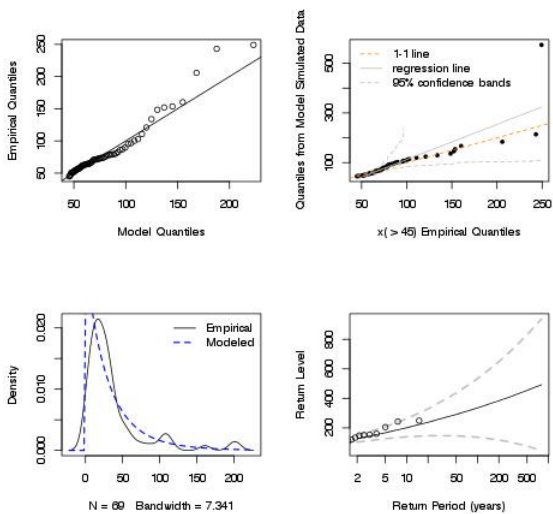 Empirical Quantiles
250
200
150
100
50
50 100 150 200
Model Quantiles
Quantiles from Model Simulated Data
500
300
100
1-1 line
regression line
95% confidence bands
50 100 150 200 250
x( > 45) Empirical Quantiles
Density
0.020
0.010
0.000
Empirical
Modeled
0 50 100 150 200
N = 69 Bandwidth = 7.341
Return Level
800
600
400
200
2 5 10 50 200 500
Return Period (years)